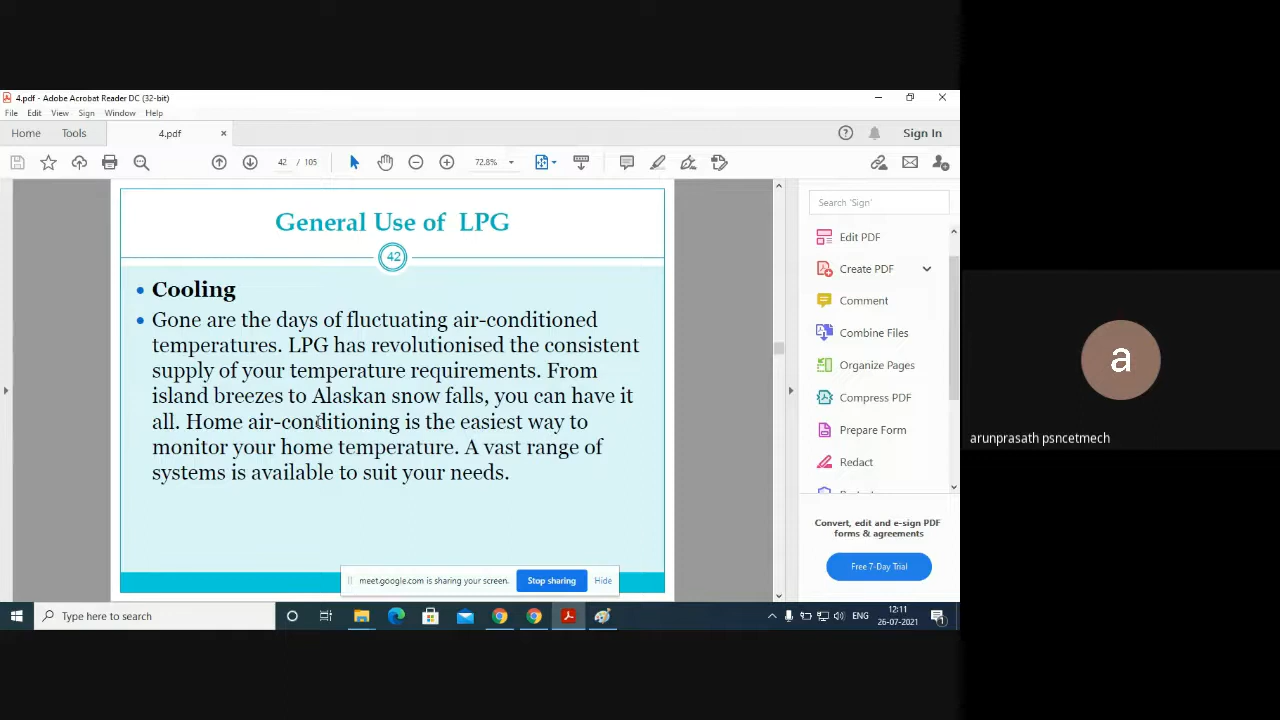 4.pdf - Adobe Acrobat Reader DC (32-bit)
File Edit View Sign Window Help
Home Tools 4.pdf × Sign In
42 / 105 72.8%
General Use of LPG
42
• Cooling
• Gone are the days of fluctuating air-conditioned
temperatures. LPG has revolutionised the consistent
supply of your temperature requirements. From
island breezes to Alaskan snow falls, you can have it
all. Home air-conditioning is the easiest way to
monitor your home temperature. A vast range of
systems is available to suit your needs.
Search 'Sign'
Edit PDF
Create PDF
Comment
Combine Files
Organize Pages
Compress PDF
Prepare Form
Redact
Convert, edit and e-sign PDF
forms & agreements
Free 7-Day Trial
meet.google.com is sharing your screen. Stop sharing Hide
Type here to search
ENG
12:11
26-07-2021
1
a
arunprasath psncetmech